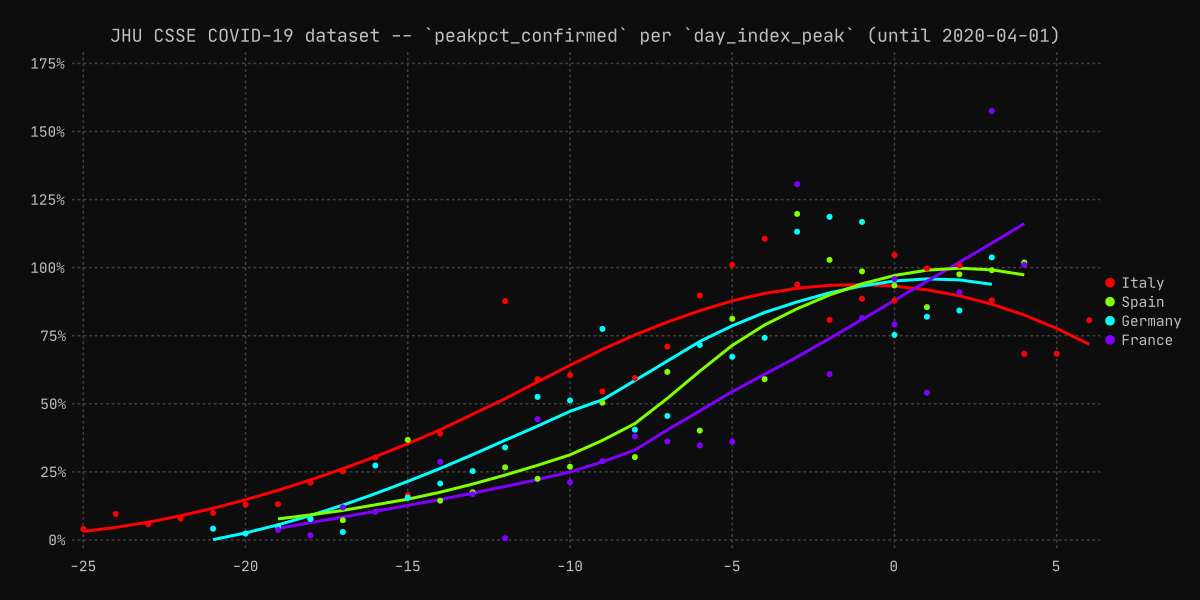 JHU CSSE COVID-19 dataset -- `peakpct_confirmed` per `day_index_peak` (until 2020-04-01)
175%
150%
125%
100%
75%
50%
25%
0%
-25 -20 -15 -10 -5 0 5
Italy
Spain
Germany
France